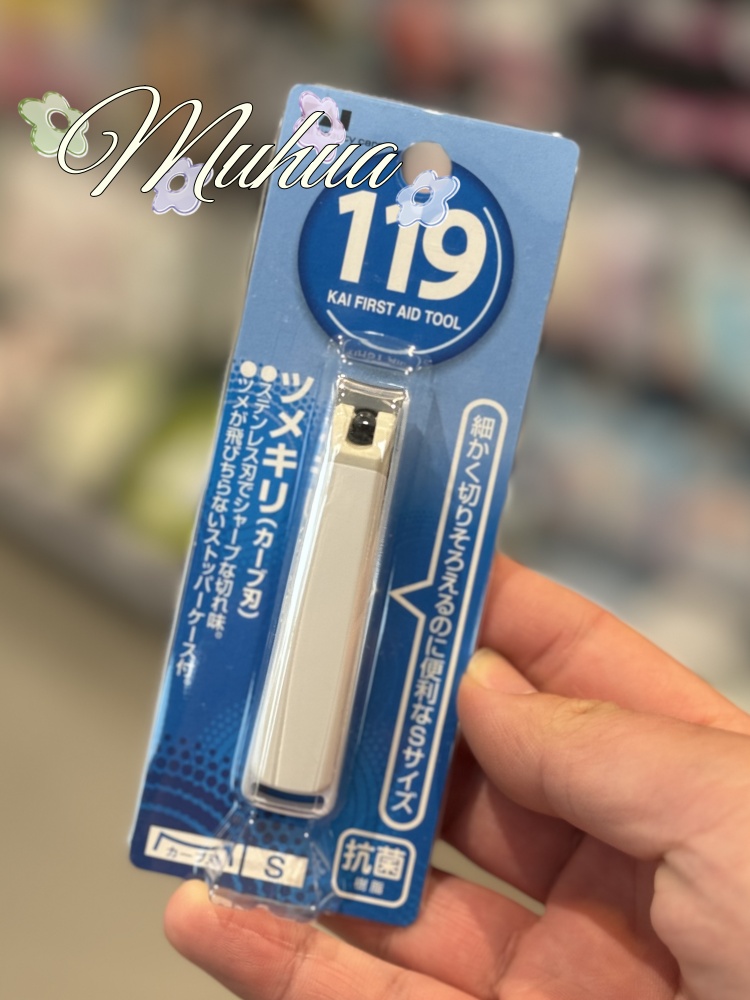 Muhua
119
KAI FIRST AID TOOL
ツメキリ(カーブ刃)
●ステンレス刃でシャープな切れ味。
●ツメが飛びちらないストッパーケース付。
細かく切りそろえるのに便利なSサイズ
カーブ刃
S
抗菌
樹脂